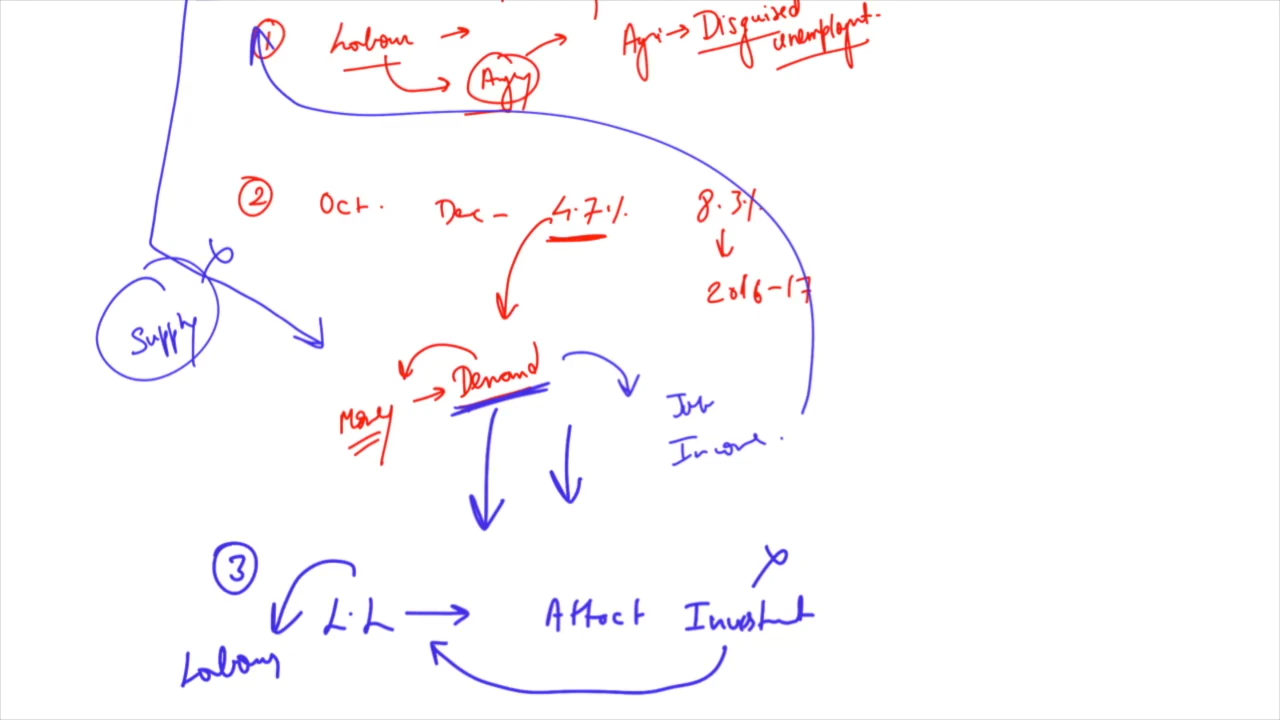 ① Labour → Agri → Disguised
unemploymt.
Agri
② Oct. Dec - 4.7% 8.3%
2016-17
Supply
Demand
Money →
Job
Income.
③ L.L → Affect Investmt
Labour